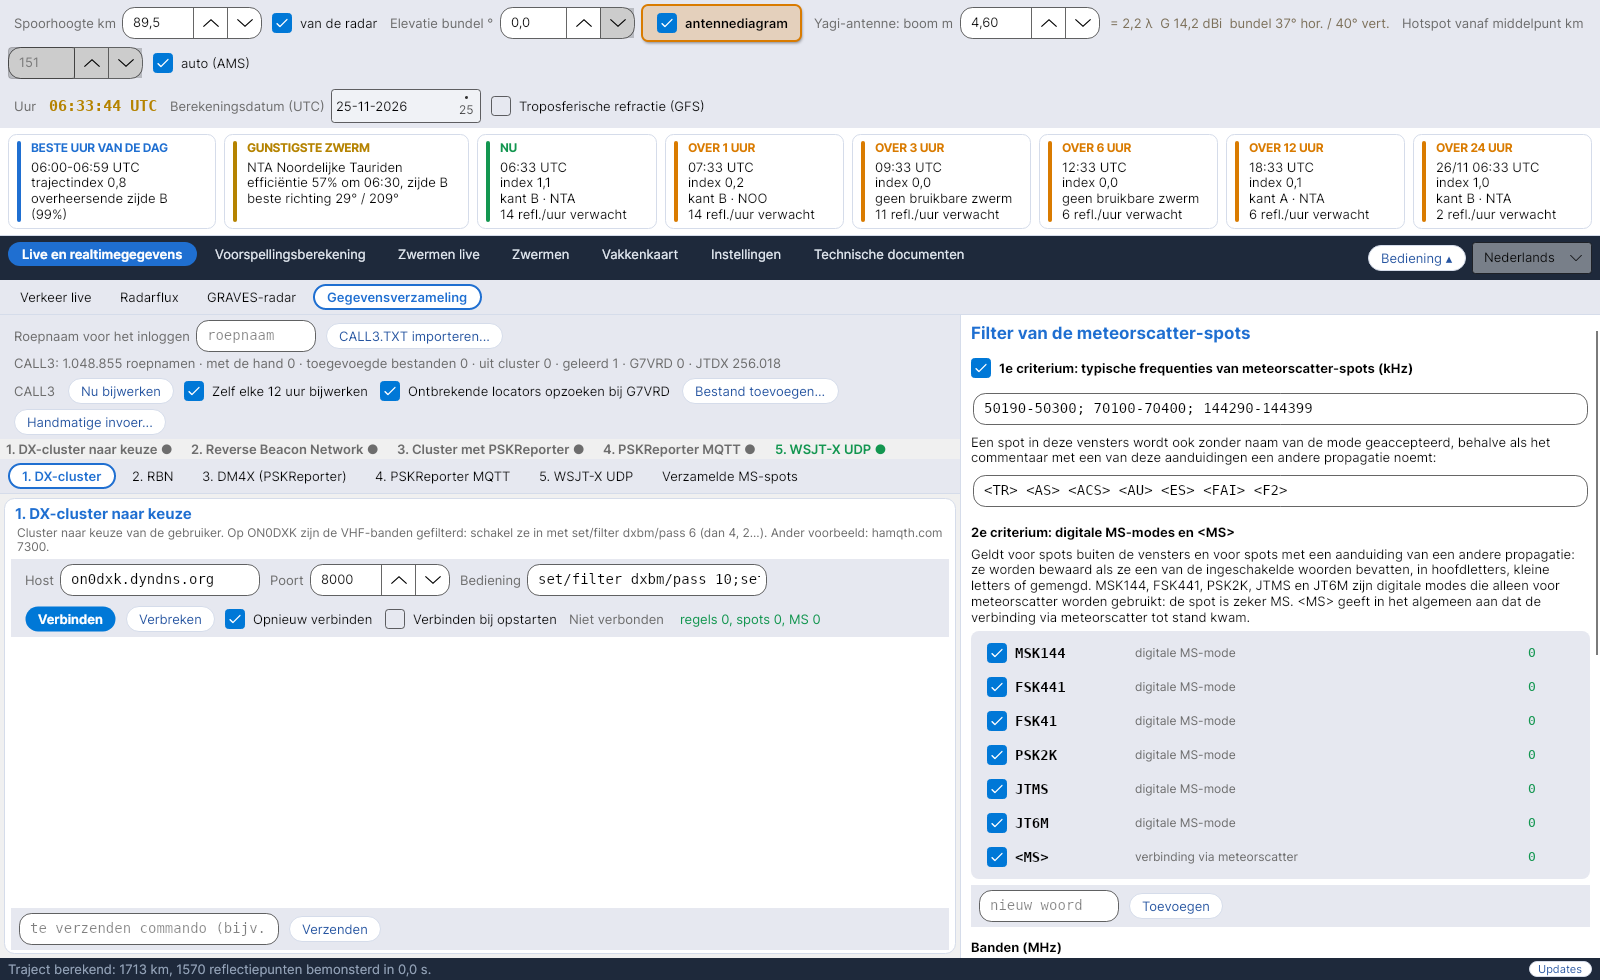 Spoorhoogte km 89,5 van de radar Elevatie bundel ° 0,0 antennediagram Yagi-antenne: boom m 4,60 = 2,2 λ G 14,2 dBi bundel 37° hor. / 40° vert. Hotspot vanaf middelpunt km
151 auto (AMS)
Uur 06:33:44 UTC Berekeningsdatum (UTC) 25-11-2026 25 Troposferische refractie (GFS)
BESTE UUR VAN DE DAG
06:00-06:59 UTC
trajectindex 0,8
overheersende zijde B
(99%)
GUNSTIGSTE ZWERM
NTA Noordelijke Tauriden
efficiëntie 57% om 06:30, zijde B
beste richting 29° / 209°
NU
06:33 UTC
index 1,1
kant B · NTA
14 refl./uur verwacht
OVER 1 UUR
07:33 UTC
index 0,2
kant B · NOO
14 refl./uur verwacht
OVER 3 UUR
09:33 UTC
index 0,0
geen bruikbare zwerm
11 refl./uur verwacht
OVER 6 UUR
12:33 UTC
index 0,0
geen bruikbare zwerm
6 refl./uur verwacht
OVER 12 UUR
18:33 UTC
index 0,1
kant A · NTA
6 refl./uur verwacht
OVER 24 UUR
26/11 06:33 UTC
index 1,0
kant B · NTA
2 refl./uur verwacht
Live en realtimegegevens Voorspellingsberekening Zwermen live Zwermen Vakkenkaart Instellingen Technische documenten Bediening ▴ Nederlands
Verkeer live Radarflux GRAVES-radar Gegevensverzameling
Roepnaam voor het inloggen roepnaam CALL3.TXT importeren...
CALL3: 1.048.855 roepnamen · met de hand 0 · toegevoegde bestanden 0 · uit cluster 0 · geleerd 1 · G7VRD 0 · JTDX 256.018
CALL3 Nu bijwerken Zelf elke 12 uur bijwerken Ontbrekende locators opzoeken bij G7VRD Bestand toevoegen...
Handmatige invoer...
1. DX-cluster naar keuze ● 2. Reverse Beacon Network ● 3. Cluster met PSKReporter ● 4. PSKReporter MQTT ● 5. WSJT-X UDP ●
1. DX-cluster 2. RBN 3. DM4X (PSKReporter) 4. PSKReporter MQTT 5. WSJT-X UDP Verzamelde MS-spots
1. DX-cluster naar keuze
Cluster naar keuze van de gebruiker. Op ON0DXK zijn de VHF-banden gefilterd: schakel ze in met set/filter dxbm/pass 6 (dan 4, 2...). Ander voorbeeld: hamqth.com
7300.
Host on0dxk.dyndns.org Poort 8000 Bediening set/filter dxbm/pass 10;se
Verbinden Verbreken Opnieuw verbinden Verbinden bij opstarten Niet verbonden regels 0, spots 0, MS 0
te verzenden commando (bijv. Verzenden
Filter van de meteorscatter-spots
1e criterium: typische frequenties van meteorscatter-spots (kHz)
50190-50300; 70100-70400; 144290-144399
Een spot in deze vensters wordt ook zonder naam van de mode geaccepteerd, behalve als het
commentaar met een van deze aanduidingen een andere propagatie noemt:
<TR> <AS> <ACS> <AU> <ES> <FAI> <F2>
2e criterium: digitale MS-modes en <MS>
Geldt voor spots buiten de vensters en voor spots met een aanduiding van een andere propagatie:
ze worden bewaard als ze een van de ingeschakelde woorden bevatten, in hoofdletters, kleine
letters of gemengd. MSK144, FSK441, PSK2K, JTMS en JT6M zijn digitale modes die alleen voor
meteorscatter worden gebruikt: de spot is zeker MS. <MS> geeft in het algemeen aan dat de
verbinding via meteorscatter tot stand kwam.
MSK144 digitale MS-mode 0
FSK441 digitale MS-mode 0
FSK41 digitale MS-mode 0
PSK2K digitale MS-mode 0
JTMS digitale MS-mode 0
JT6M digitale MS-mode 0
<MS> verbinding via meteorscatter 0
nieuw woord Toevoegen
Banden (MHz)
Traject berekend: 1713 km, 1570 reflectiepunten bemonsterd in 0,0 s. Updates